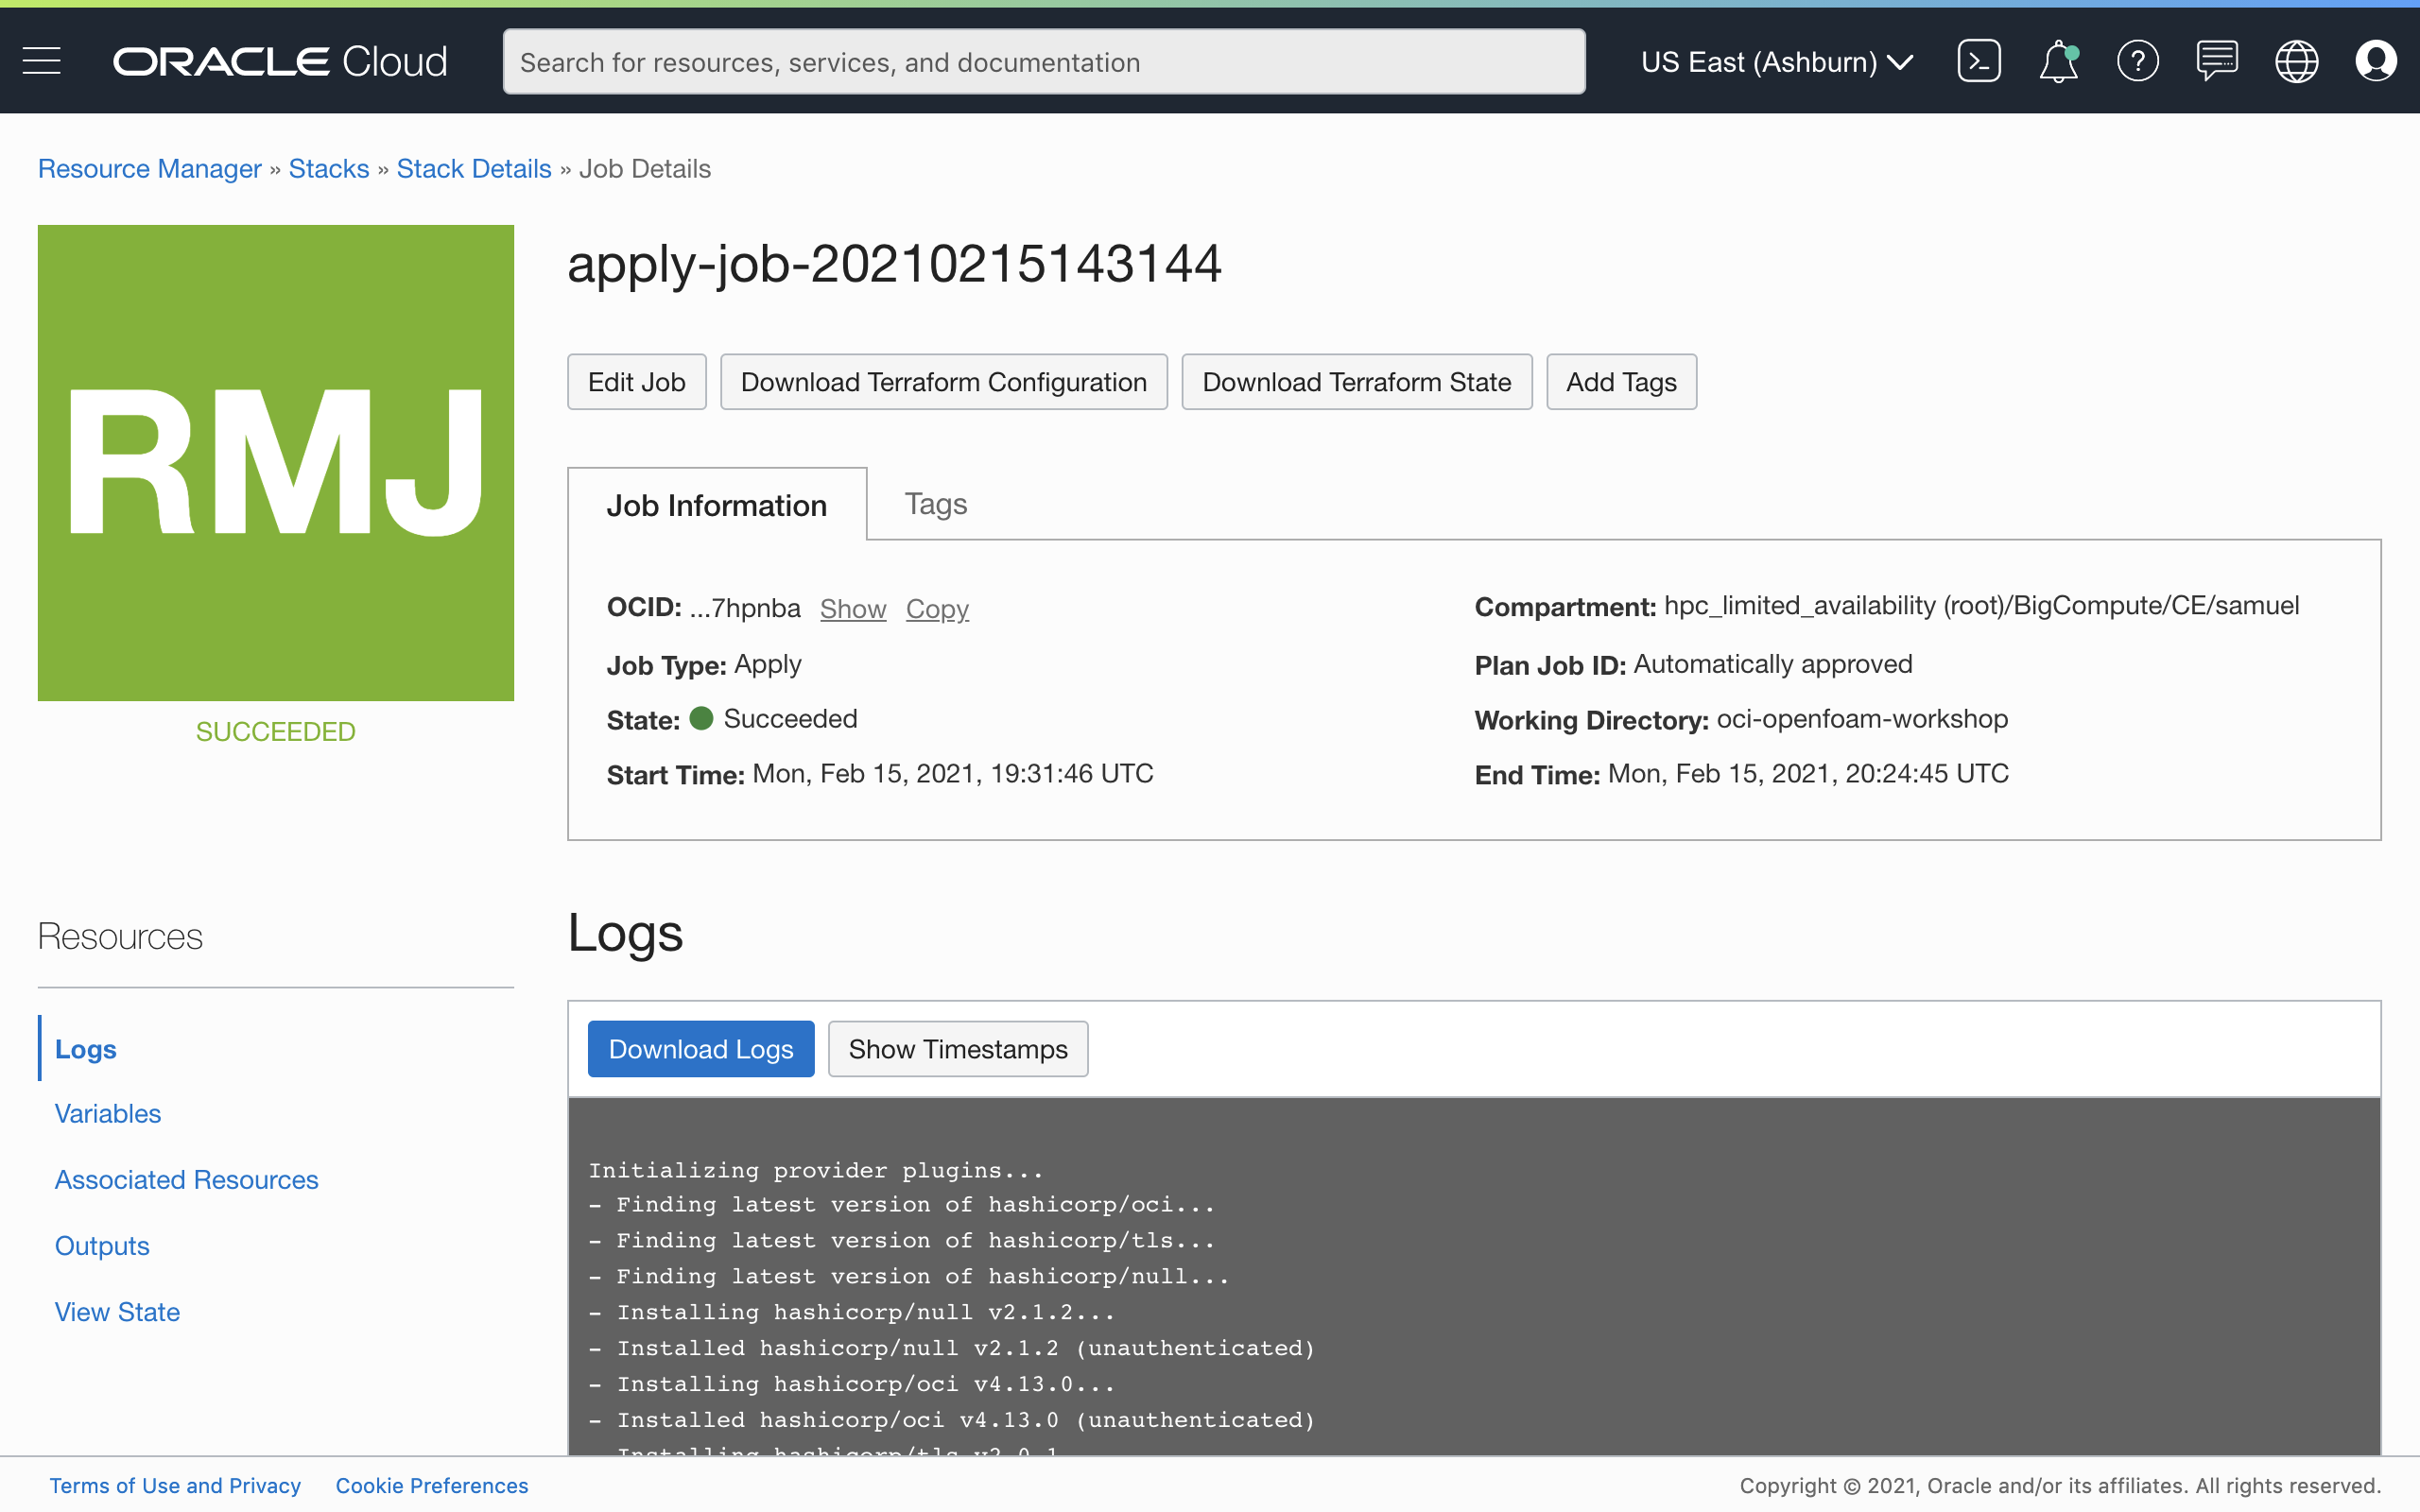 ORACLE Cloud
Search for resources, services, and documentation
US East (Ashburn)
Resource Manager » Stacks » Stack Details » Job Details
RMJ
SUCCEEDED
apply-job-20210215143144
Edit Job
Download Terraform Configuration
Download Terraform State
Add Tags
Job Information
Tags
OCID: ...7hpnba Show Copy
Compartment: hpc_limited_availability (root)/BigCompute/CE/samuel
Job Type: Apply
Plan Job ID: Automatically approved
State: Succeeded
Working Directory: oci-openfoam-workshop
Start Time: Mon, Feb 15, 2021, 19:31:46 UTC
End Time: Mon, Feb 15, 2021, 20:24:45 UTC
Resources
Logs
Variables
Associated Resources
Outputs
View State
Logs
Download Logs
Show Timestamps
Initializing provider plugins...
- Finding latest version of hashicorp/oci...
- Finding latest version of hashicorp/tls...
- Finding latest version of hashicorp/null...
- Installing hashicorp/null v2.1.2...
- Installed hashicorp/null v2.1.2 (unauthenticated)
- Installing hashicorp/oci v4.13.0...
- Installed hashicorp/oci v4.13.0 (unauthenticated)
Installing hashicorp/tls v2.0.1
Terms of Use and Privacy
Cookie Preferences
Copyright © 2021, Oracle and/or its affiliates. All rights reserved.